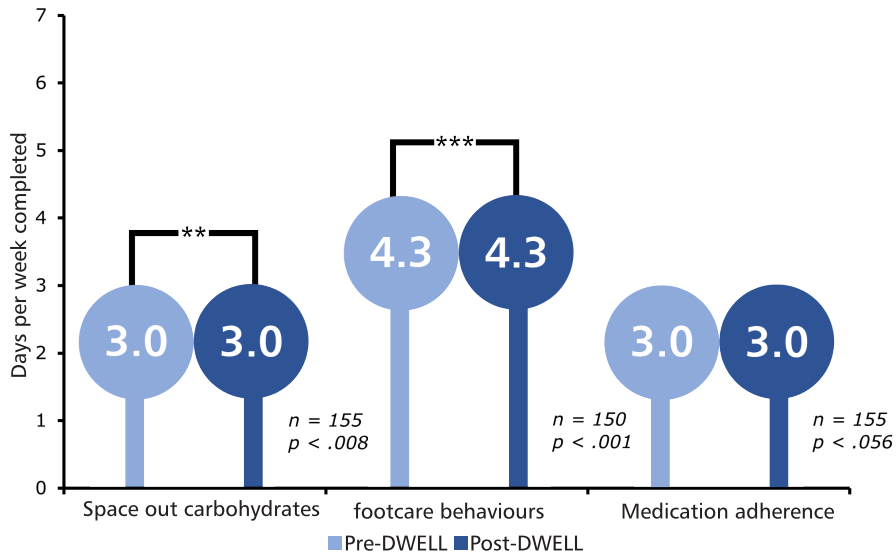 7
6
5
4
3
2
1
0
Days per week completed
**
***
3.0 3.0
4.3 4.3
3.0 3.0
n = 155
p < .008
n = 150
p < .001
n = 155
p < .056
Space out carbohydrates
footcare behaviours
Medication adherence
Pre-DWELL Post-DWELL